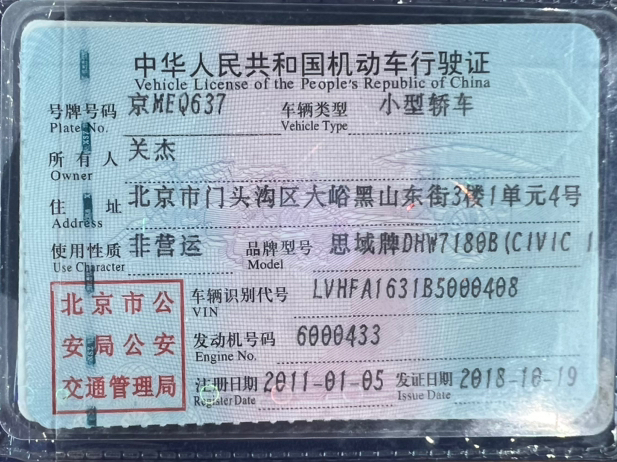 中华人民共和国机动车行驶证
Vehicle License of the People's Republic of China
号牌号码 京MEQ637 车辆类型 小型轿车
Plate No. Vehicle Type
所有人 关杰
Owner
住址 北京市门头沟区大峪黑山东街3楼1单元4号
Address
使用性质 非营运 品牌型号 思域牌DHW7180B(CIVIC 1
Use Character Model
北京市公
安局公安
交通管理局
车辆识别代号 LVHFA1631B5000408
VIN
发动机号码 6000433
Engine No.
注册日期 2011-01-05 发证日期 2018-10-19
Register Date Issue Date